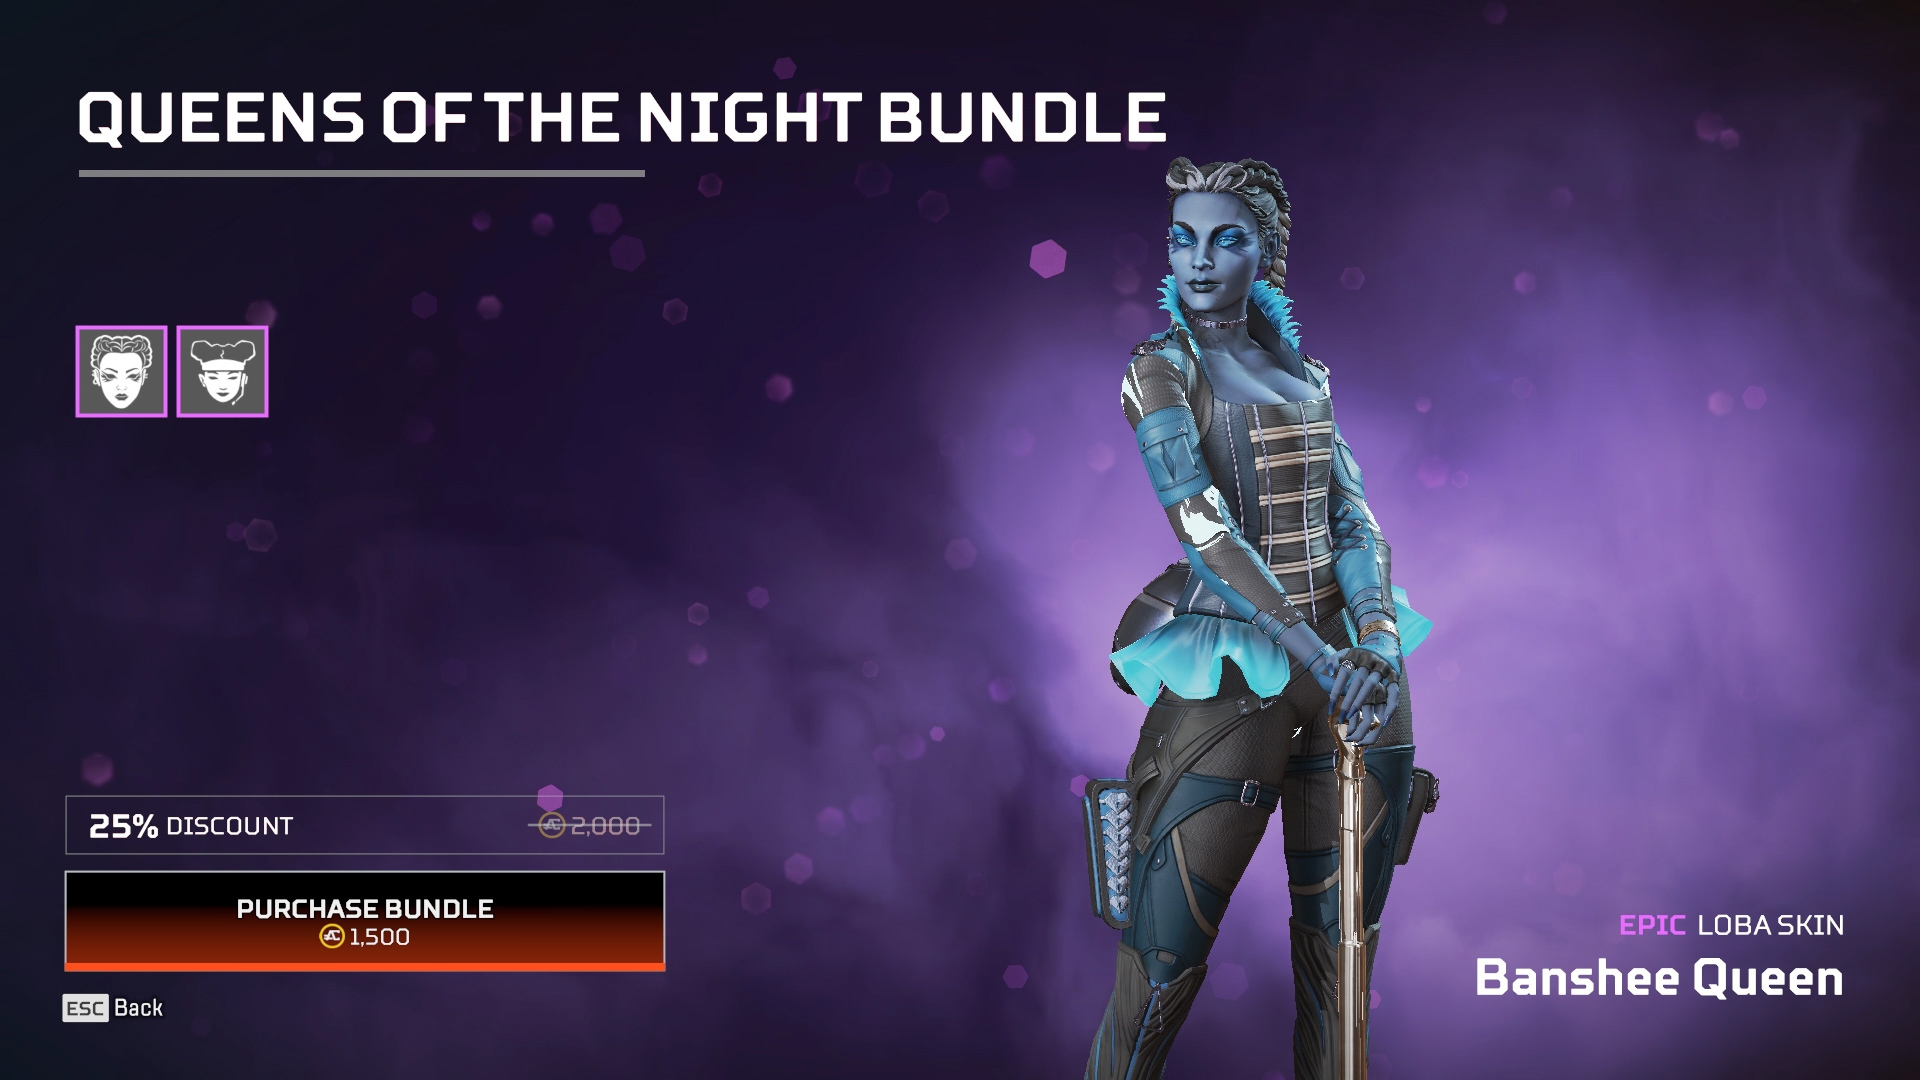 QUEENS OF THE NIGHT BUNDLE
25% DISCOUNT 2,000
PURCHASE BUNDLE
1,500
ESC Back
EPIC LOBA SKIN
Banshee Queen